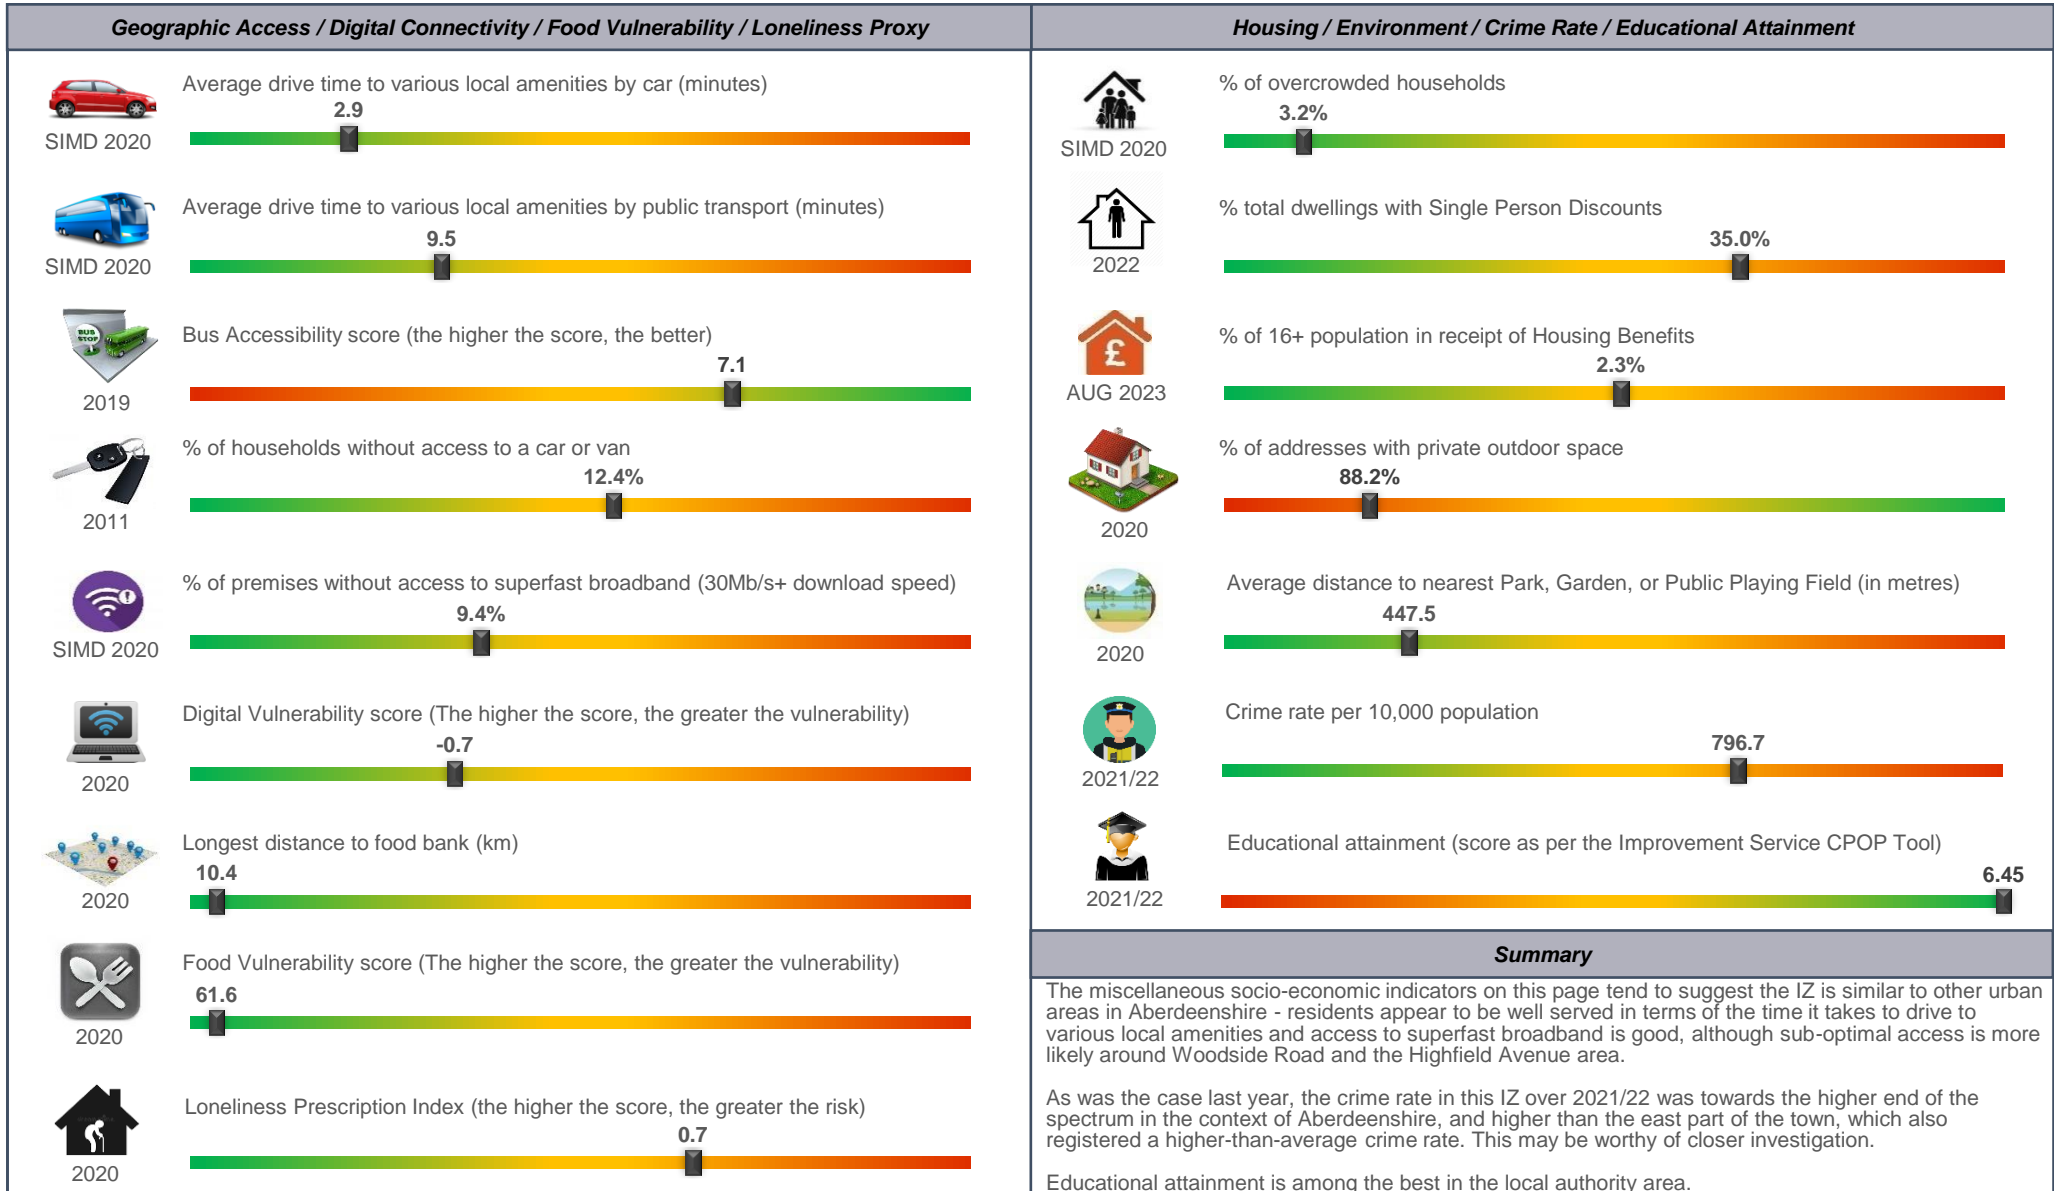 Geographic Access / Digital Connectivity / Food Vulnerability / Loneliness Proxy
Average drive time to various local amenities by car (minutes)
2.9
SIMD 2020
Average drive time to various local amenities by public transport (minutes)
9.5
SIMD 2020
BUS
STOP
Bus Accessibility score (the higher the score, the better)
7.1
2019
% of households without access to a car or van
12.4%
2011
% of premises without access to superfast broadband (30Mb/s+ download speed)
9.4%
SIMD 2020
Digital Vulnerability score (The higher the score, the greater the vulnerability)
-0.7
2020
Longest distance to food bank (km)
10.4
2020
Food Vulnerability score (The higher the score, the greater the vulnerability)
61.6
2020
Loneliness Prescription Index (the higher the score, the greater the risk)
0.7
2020
Housing / Environment / Crime Rate / Educational Attainment
% of overcrowded households
3.2%
SIMD 2020
% total dwellings with Single Person Discounts
35.0%
2022
£
% of 16+ population in receipt of Housing Benefits
2.3%
AUG 2023
% of addresses with private outdoor space
88.2%
2020
Average distance to nearest Park, Garden, or Public Playing Field (in metres)
447.5
2020
Crime rate per 10,000 population
796.7
2021/22
Educational attainment (score as per the Improvement Service CPOP Tool)
6.45
2021/22
Summary
The miscellaneous socio-economic indicators on this page tend to suggest the IZ is similar to other urban
areas in Aberdeenshire - residents appear to be well served in terms of the time it takes to drive to
various local amenities and access to superfast broadband is good, although sub-optimal access is more
likely around Woodside Road and the Highfield Avenue area.
As was the case last year, the crime rate in this IZ over 2021/22 was towards the higher end of the
spectrum in the context of Aberdeenshire, and higher than the east part of the town, which also
registered a higher-than-average crime rate. This may be worthy of closer investigation.
Educational attainment is among the best in the local authority area.